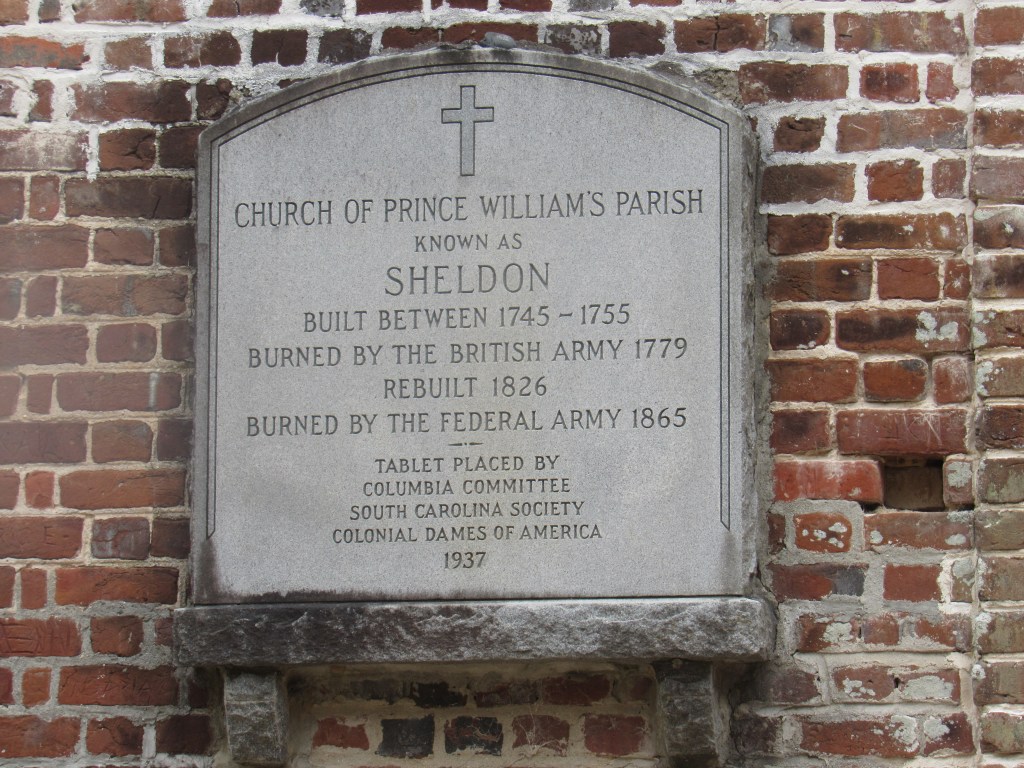 CHURCH OF PRINCE WILLIAM'S PARISH
KNOWN AS
SHELDON
BUILT BETWEEN 1745 - 1755
BURNED BY THE BRITISH ARMY 1779
REBUILT 1826
BURNED BY THE FEDERAL ARMY 1865
TABLET PLACED BY
COLUMBIA COMMITTEE
SOUTH CAROLINA SOCIETY
COLONIAL DAMES OF AMERICA
1937